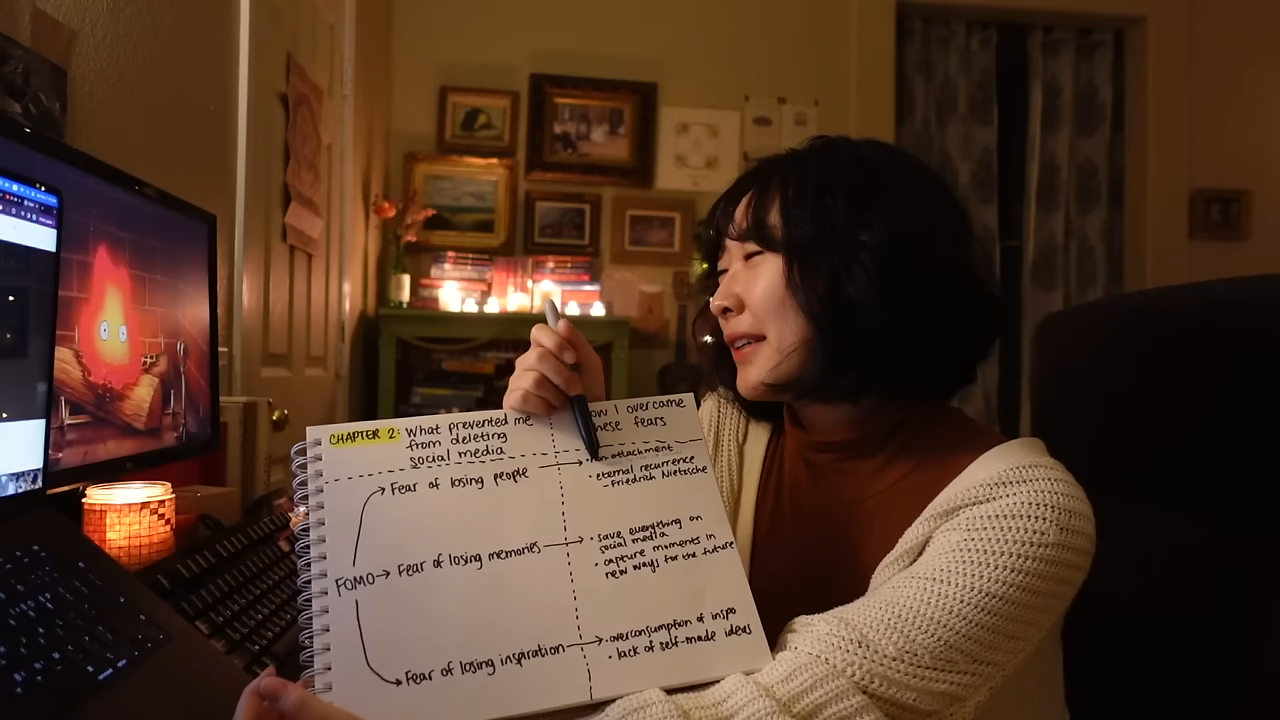 CHAPTER 2: What prevented me
from deleting
social media
ow I overcame
hese fears
Fear of losing people
non-attachment
• eternal recurrence
- Friedrich Nietzsche
FOMO
Fear of losing memories
• save everything on
social media
• capture moments in
new ways for the future
Fear of losing inspiration
• overconsumption of inspo
• lack of self-made ideas